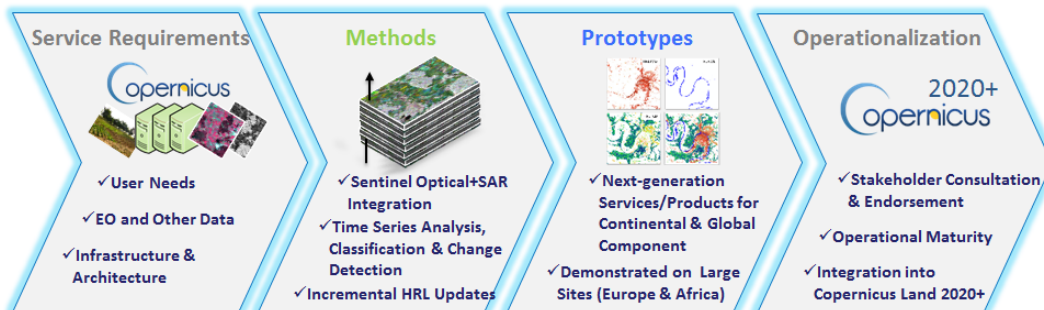 Service Requirements
Copernicus
✓User Needs
✓EO and Other Data
✓Infrastructure &
Architecture
Methods
✓Sentinel Optical+SAR
Integration
✓Time Series Analysis,
Classification & Change
Detection
✓Incremental HRL Updates
Prototypes
✓Next-generation
Services/Products for
Continental & Global
Component
✓Demonstrated on Large
Sites (Europe & Africa)
Operationalization
2020+
Copernicus
✓Stakeholder Consultation
& Endorsement
✓Operational Maturity
✓Integration into
Copernicus Land 2020+